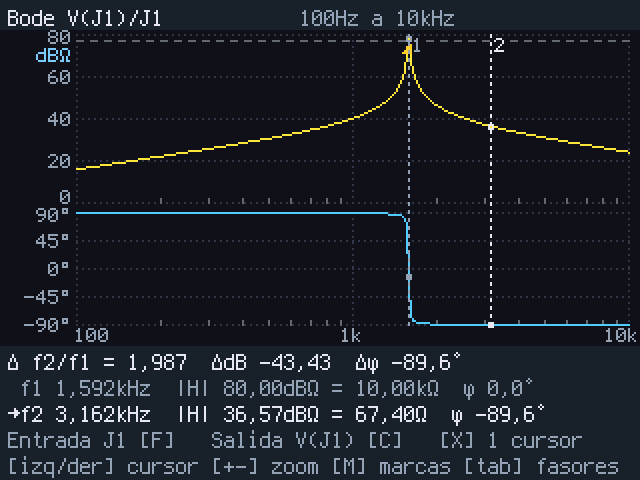 Bode V(J1)/J1 100Hz a 10kHz
80
dBΩ
1
2
60
40
20
0
90°
45°
0°
-45°
-90°
100 1k 10k
Δ f2/f1 = 1,987 ΔdB -43,43 Δφ -89,6°
f1 1,592kHz |H| 80,00dBΩ = 10,00kΩ φ 0,0°
→f2 3,162kHz |H| 36,57dBΩ = 67,40Ω φ -89,6°
Entrada J1 [F] Salida V(J1) [C] [X] 1 cursor
[izq/der] cursor [+-] zoom [M] marcas [tab] fasores